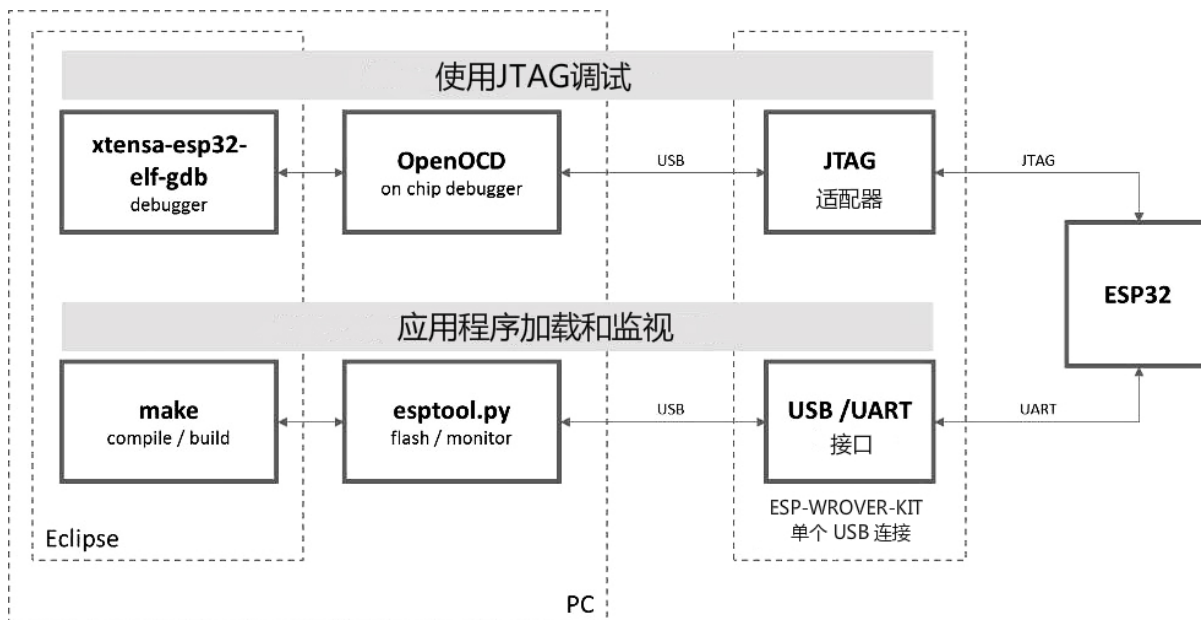 使用JTAG调试
xtensa-esp32-
elf-gdb
debugger
OpenOCD
on chip debugger
USB
JTAG
适配器
JTAG
ESP32
应用程序加载和监视
make
compile / build
esptool.py
flash / monitor
USB
USB /UART
接口
UART
ESP-WROVER-KIT
单个 USB 连接
Eclipse
PC